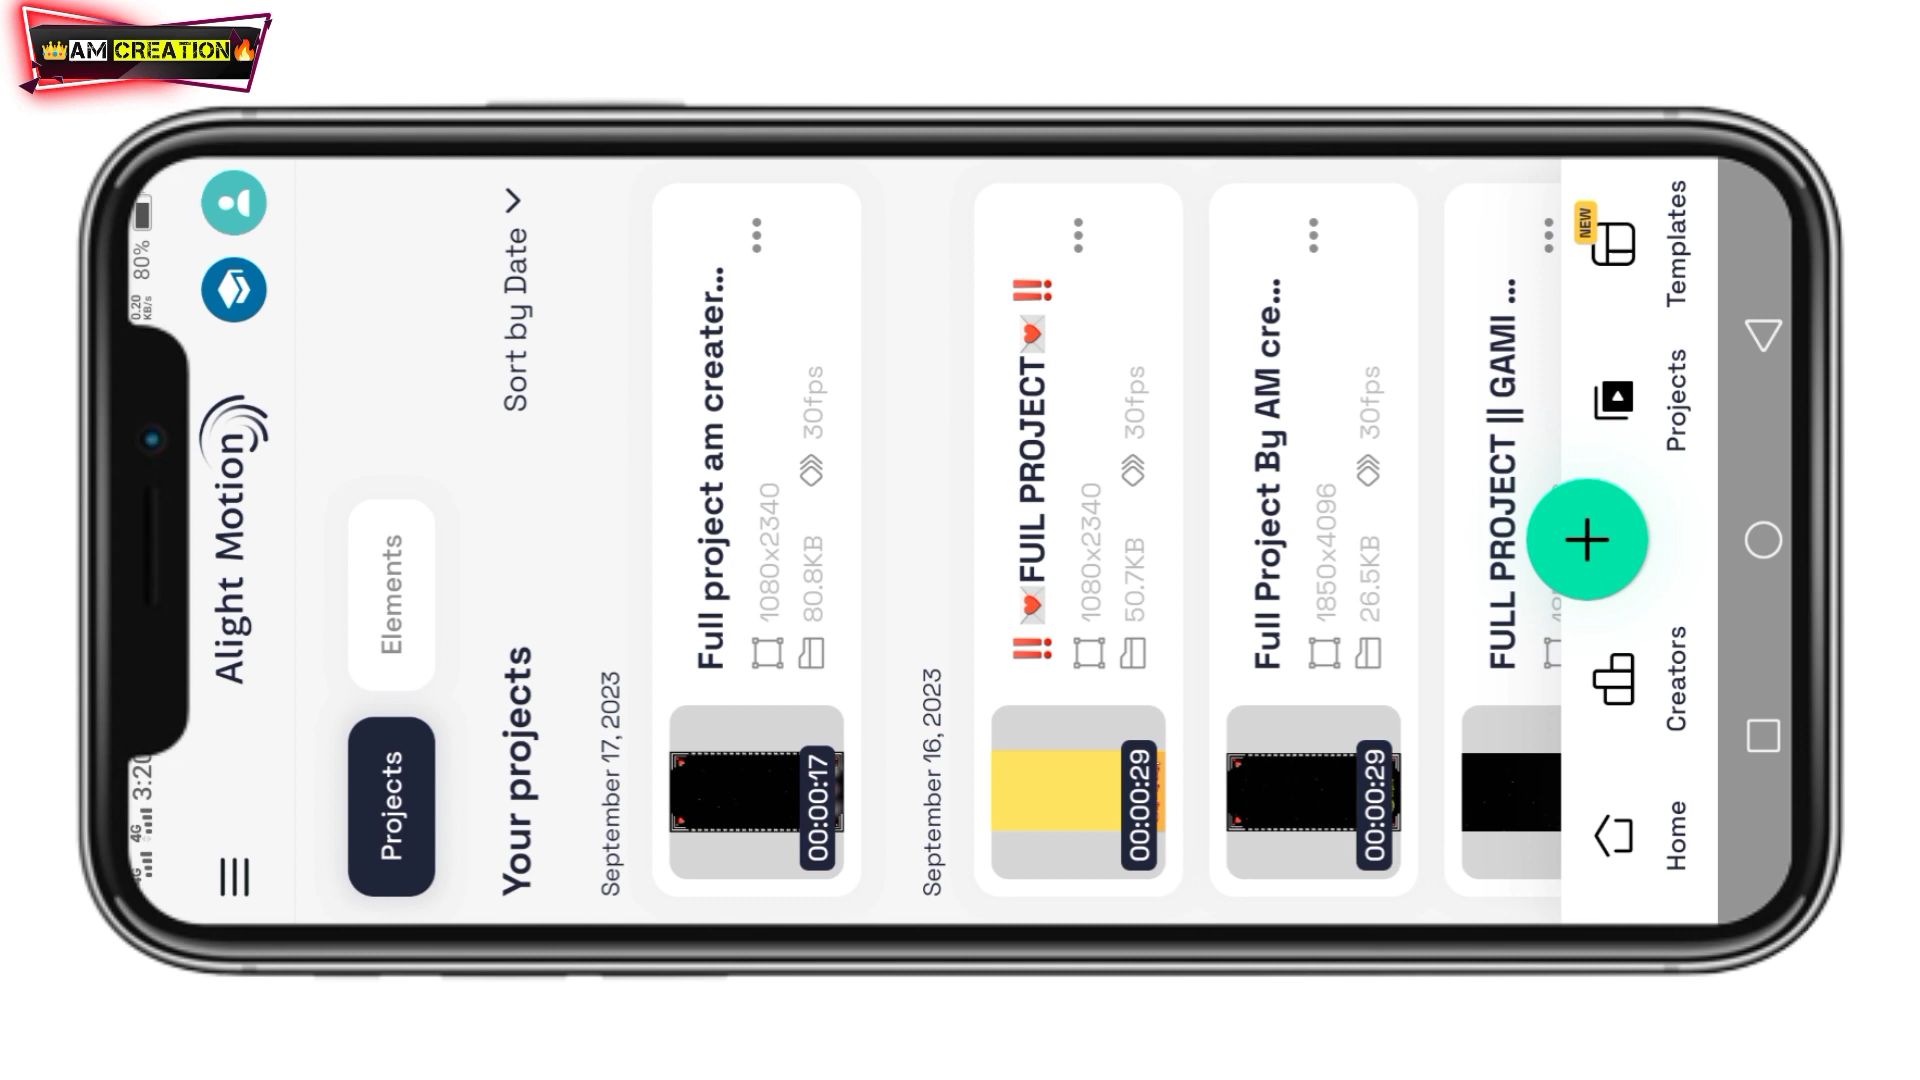 👑AM CREATION🔥
4G 4G 3:20
0.20 KB/s 80%
Alight Motion
Projects Elements
Your projects Sort by Date
September 17, 2023
Full project am creater...
1080x2340
80.8KB 30fps
00:00:17
September 16, 2023
‼️💌FUlL PROJECT💌‼️
1080x2340
50.7KB 30fps
00:00:29
Full Project By AM cre...
1850x4096
26.5KB 30fps
00:00:29
FULL PROJECT || GAMI ...
NEW
Home Creators Projects Templates